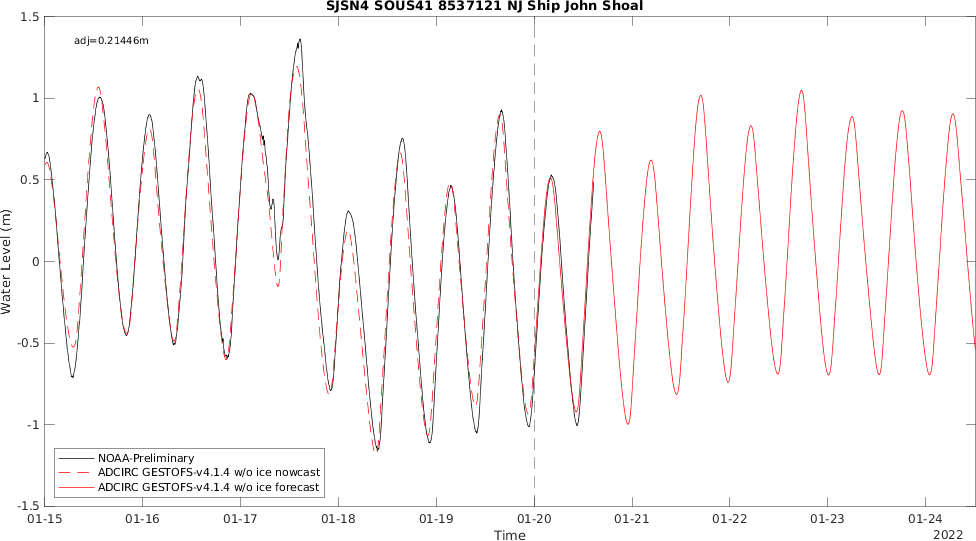 SJSN4 SOUS41 8537121 NJ Ship John Shoal
adj=0.21446m
1.5
1
0.5
0
-0.5
-1
-1.5
Water Level (m)
NOAA-Preliminary
ADCIRC GESTOFS-v4.1.4 w/o ice nowcast
ADCIRC GESTOFS-v4.1.4 w/o ice forecast
01-15 01-16 01-17 01-18 01-19 01-20 01-21 01-22 01-23 01-24
Time
2022